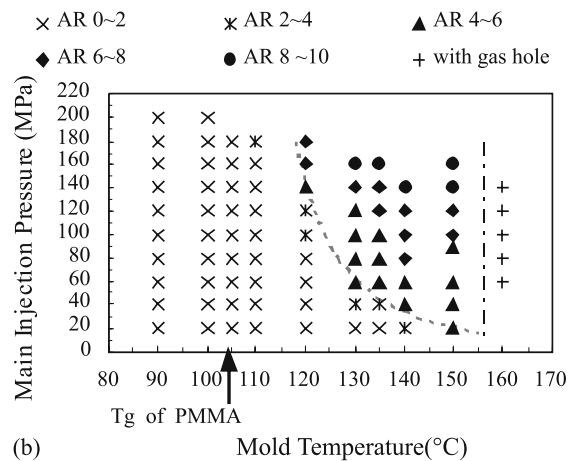 AR 0~2 AR 2~4 AR 4~6
AR 6~8 AR 8~10 with gas hole
Main Injection Pressure (MPa)
220
200
180
160
140
120
100
80
60
40
20
0
80 90 100 110 120 130 140 150 160 170
Tg of PMMA
(b) Mold Temperature(°C)